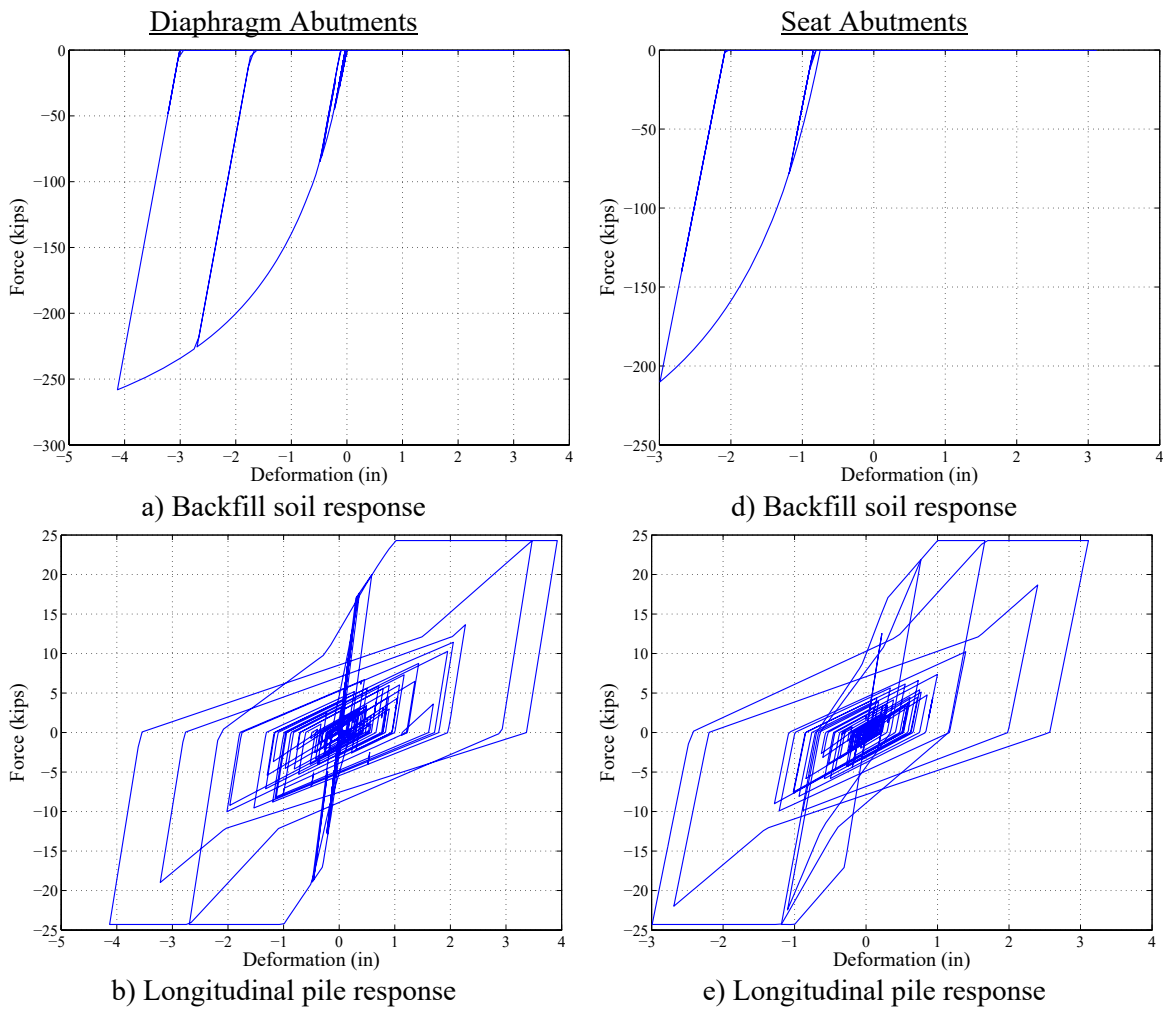 Diaphragm Abutments
Seat Abutments
0
−50
−100
−150
−200
−250
−300
Force (kips)
−5 −4 −3 −2 −1 0 1 2 3 4
Deformation (in)
a) Backfill soil response
0
−50
−100
−150
−200
−250
Force (kips)
−3 −2 −1 0 1 2 3 4
Deformation (in)
d) Backfill soil response
25
20
15
10
5
0
−5
−10
−15
−20
−25
Force (kips)
−5 −4 −3 −2 −1 0 1 2 3 4
Deformation (in)
b) Longitudinal pile response
25
20
15
10
5
0
−5
−10
−15
−20
−25
Force (kips)
−3 −2 −1 0 1 2 3 4
Deformation (in)
e) Longitudinal pile response